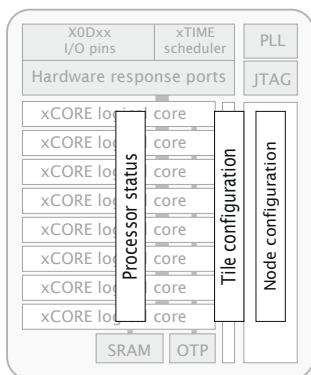 X0Dxx
I/O pins
xTIME
scheduler
PLL
Hardware response ports
JTAG
xCORE logical core
xCORE logical core
xCORE logical core
xCORE logical core
xCORE logical core
xCORE logical core
xCORE logical core
xCORE logical core
Processor status
Tile configuration
Node configuration
SRAM
OTP